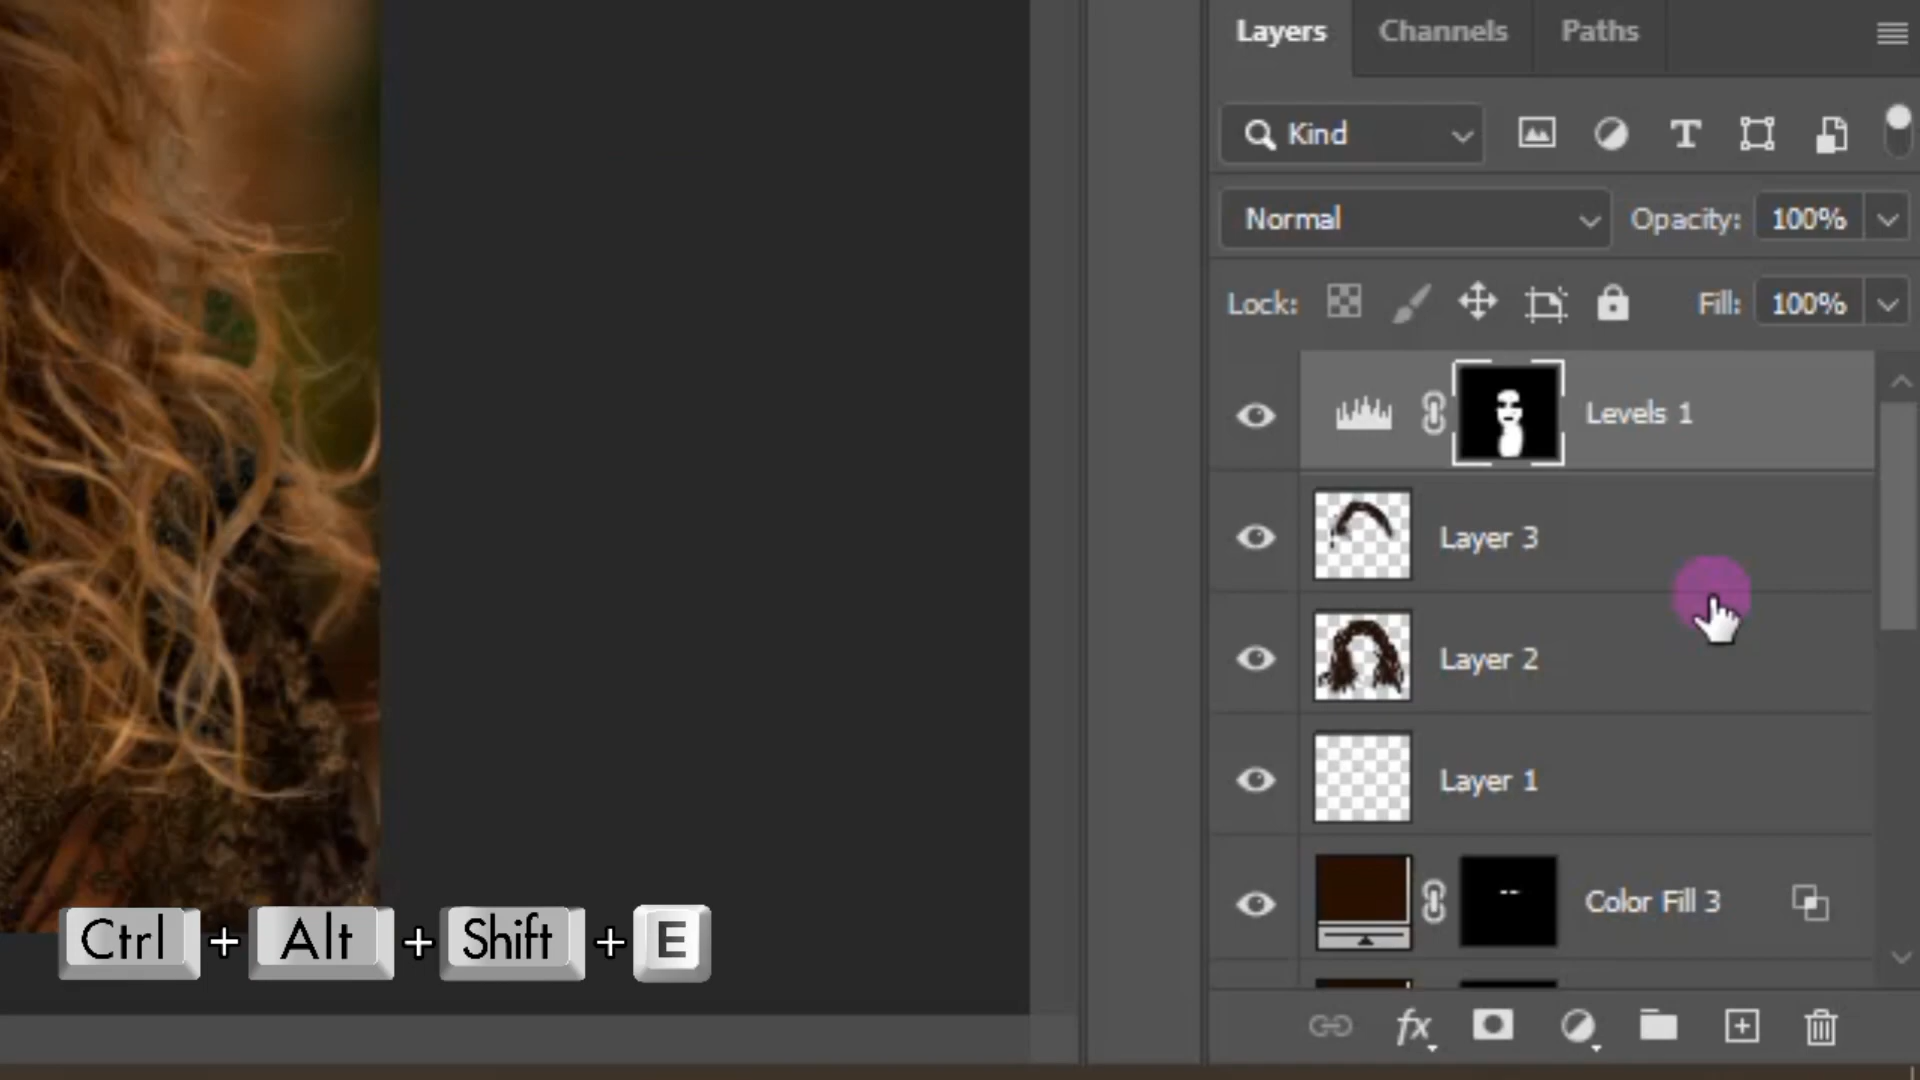 Layers Channels Paths
Kind
Normal Opacity: 100%
Lock: Fill: 100%
Levels 1
Layer 3
Layer 2
Layer 1
Color Fill 3
fx
Ctrl + Alt + Shift + E